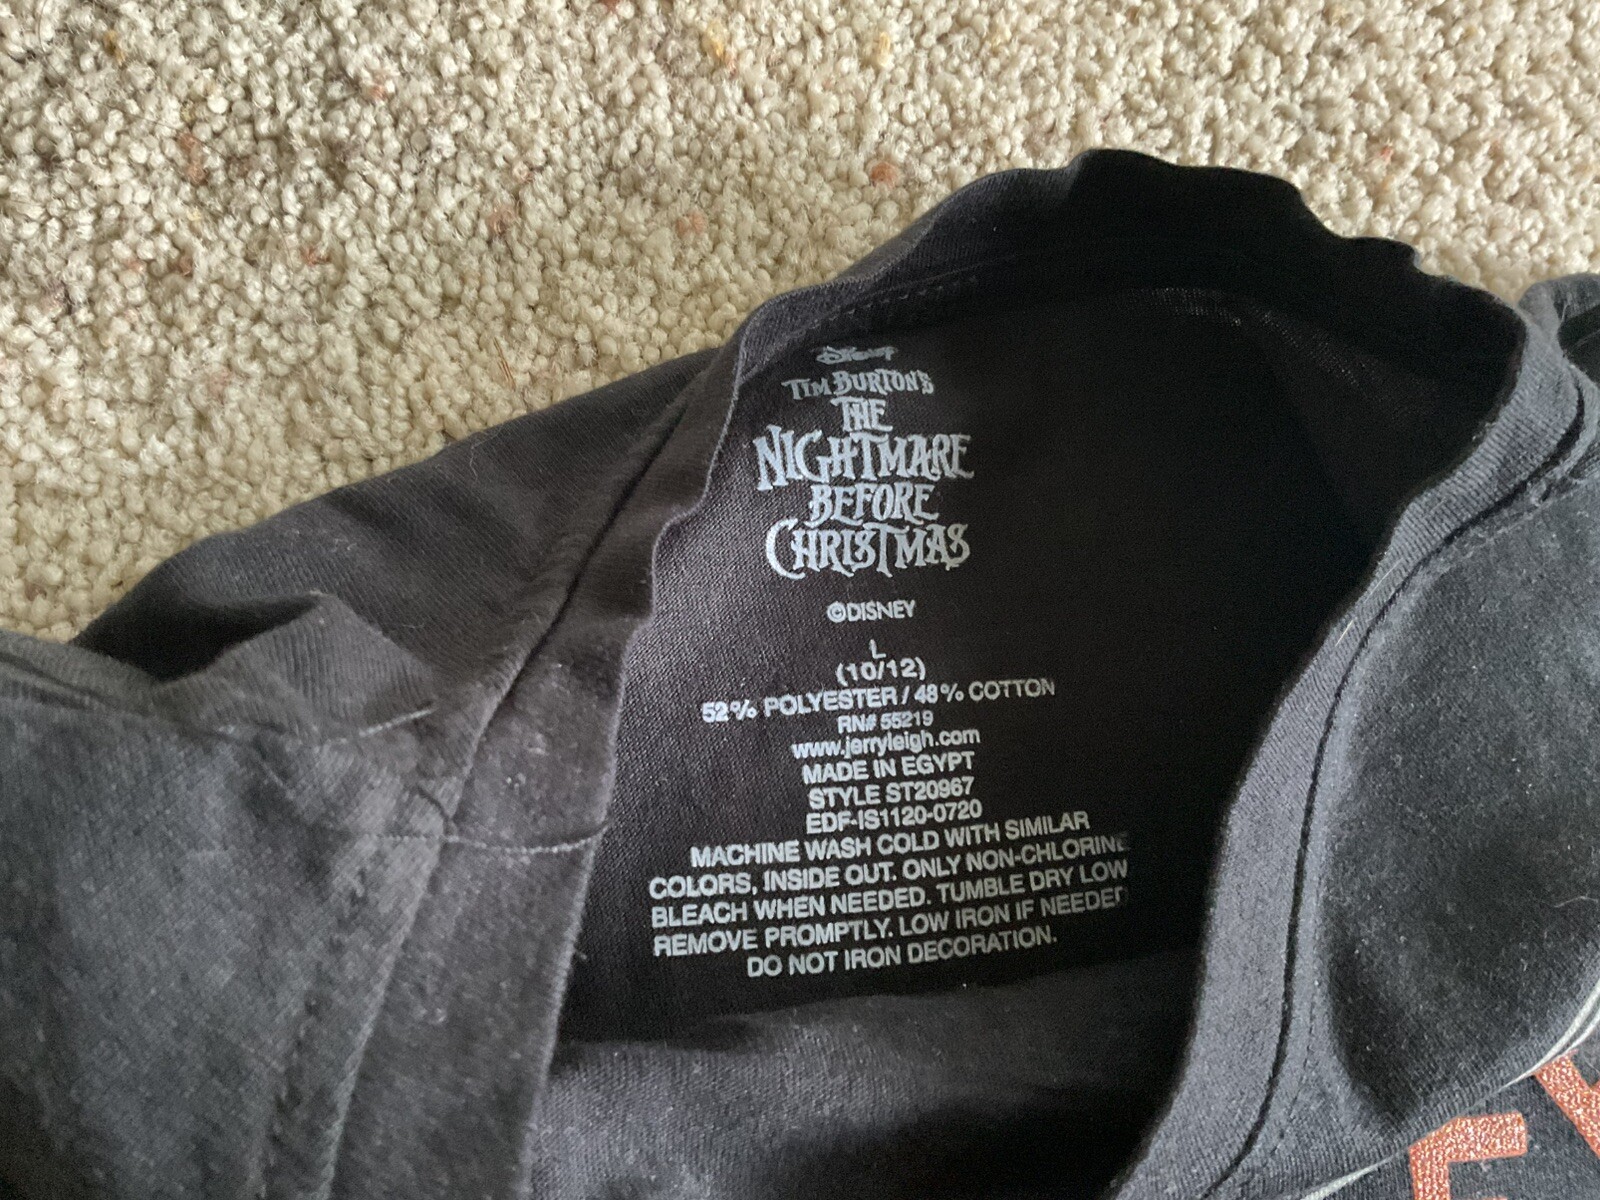 Disney
TIM BURTON'S
THE
NIGHTMARE
BEFORE
CHRISTMAS
©DISNEY
L
(10/12)
52% POLYESTER / 48% COTTON
RN# 55219
www.jerryleigh.com
MADE IN EGYPT
STYLE ST20967
EDF-IS1120-0720
MACHINE WASH COLD WITH SIMILAR
COLORS, INSIDE OUT. ONLY NON-CHLORINE
BLEACH WHEN NEEDED. TUMBLE DRY LOW
REMOVE PROMPTLY. LOW IRON IF NEEDED
DO NOT IRON DECORATION.